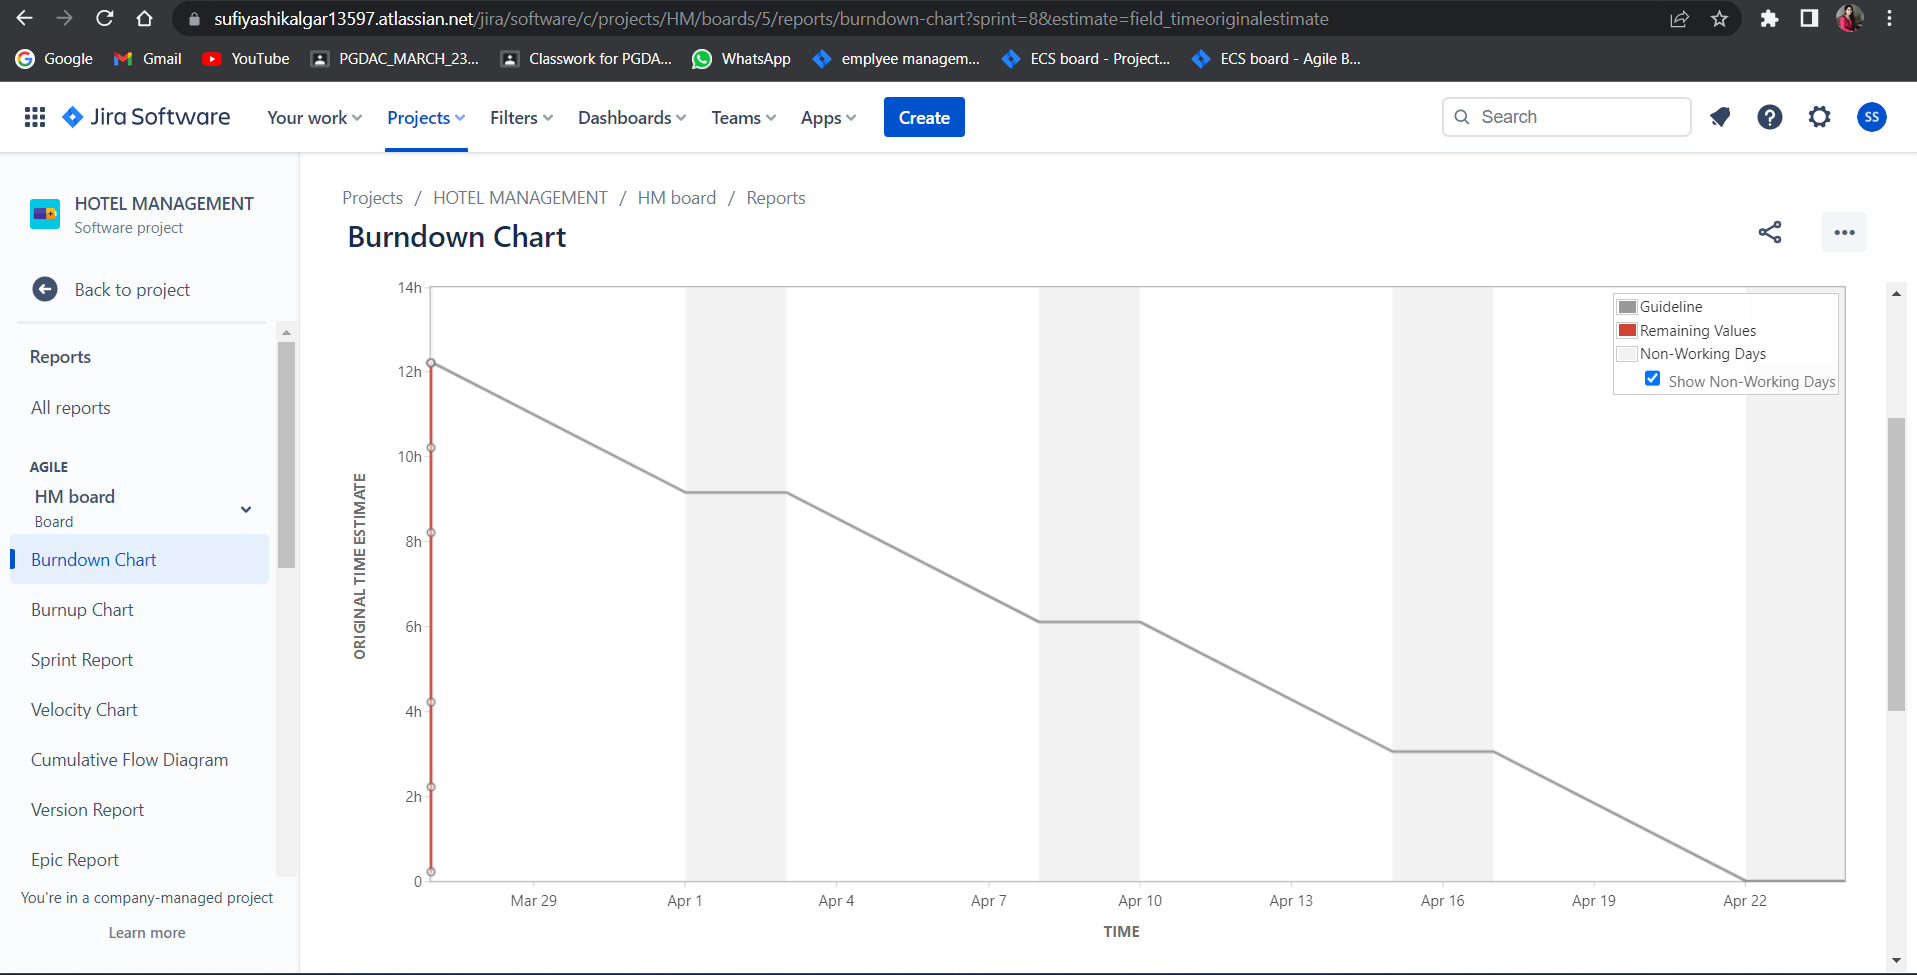 sufiyashikalgar13597.atlassian.net/jira/software/c/projects/HM/boards/5/reports/burndown-chart?sprint=8&estimate=field_timeoriginalestimate
Google Gmail YouTube PGDAC_MARCH_23... Classwork for PGDA... WhatsApp emplyee managem... ECS board - Project... ECS board - Agile B...
Jira Software Your work Projects Filters Dashboards Teams Apps Create Search SS
HOTEL MANAGEMENT
Software project
Back to project
Reports
All reports
AGILE
HM board
Board
Burndown Chart
Burnup Chart
Sprint Report
Velocity Chart
Cumulative Flow Diagram
Version Report
Epic Report
You're in a company-managed project
Learn more
Projects / HOTEL MANAGEMENT / HM board / Reports
Burndown Chart
14h
12h
10h
8h
6h
4h
2h
0
ORIGINAL TIME ESTIMATE
Guideline
Remaining Values
Non-Working Days
Show Non-Working Days
Mar 29 Apr 1 Apr 4 Apr 7 Apr 10 Apr 13 Apr 16 Apr 19 Apr 22
TIME